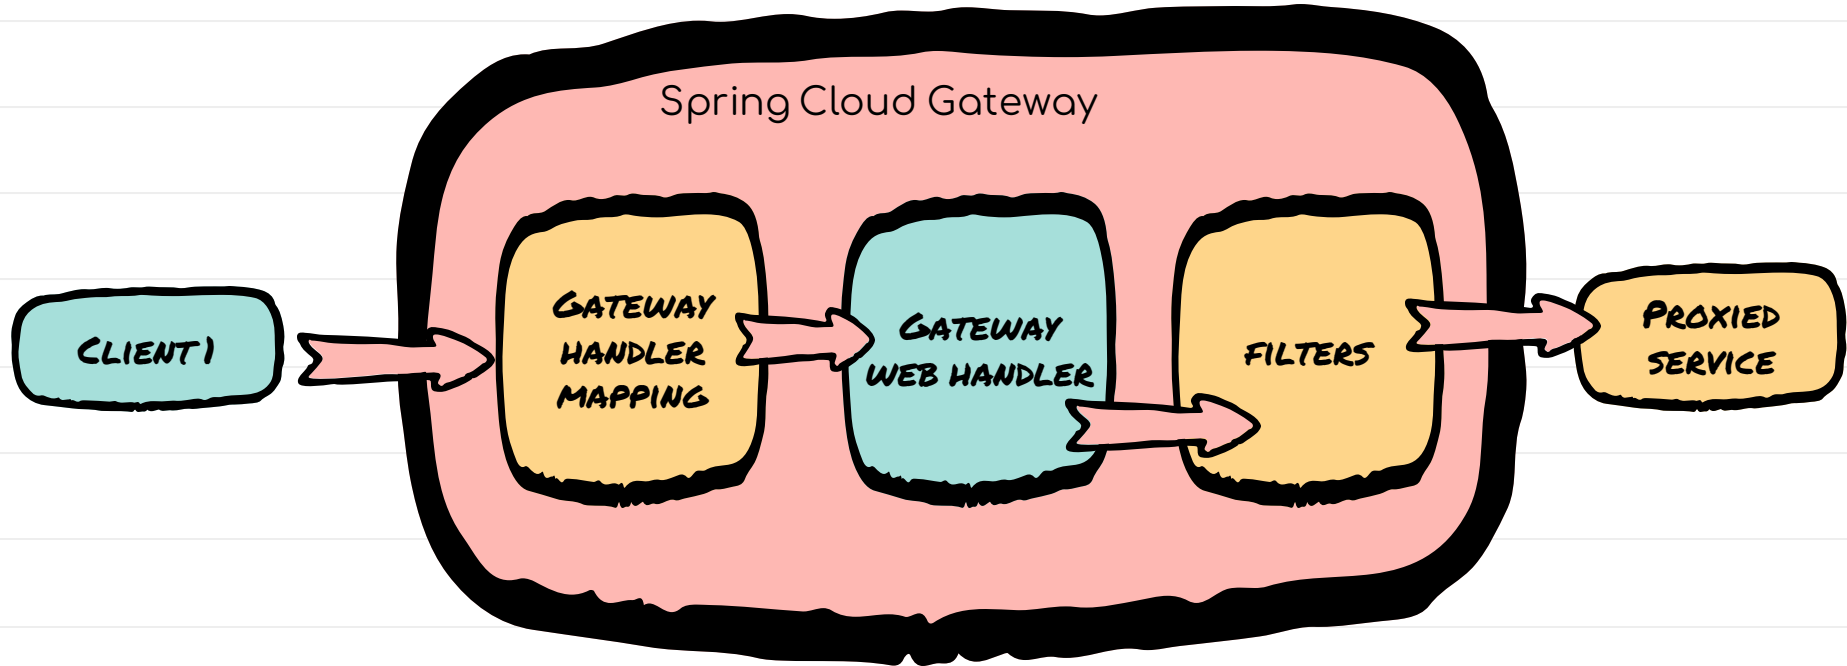 Spring Cloud Gateway
CLIENT1
GATEWAY
HANDLER
MAPPING
GATEWAY
WEB HANDLER
FILTERS
PROXIED
SERVICE